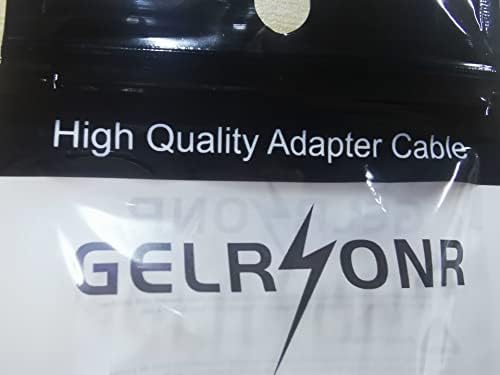 High Quality Adapter Cable
GELRSONR